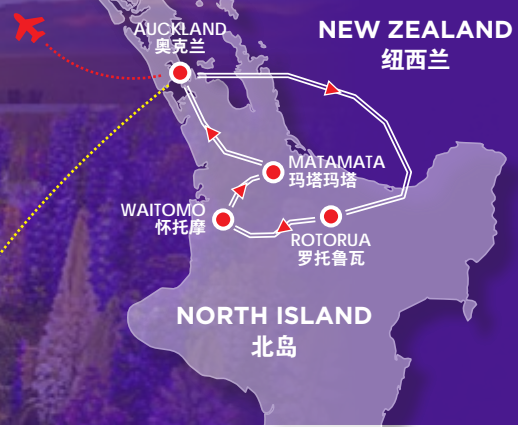 AUCKLAND
奥克兰
NEW ZEALAND
纽西兰
MATAMATA
玛塔玛塔
WAITOMO
怀托摩
ROTORUA
罗托鲁瓦
NORTH ISLAND
北岛